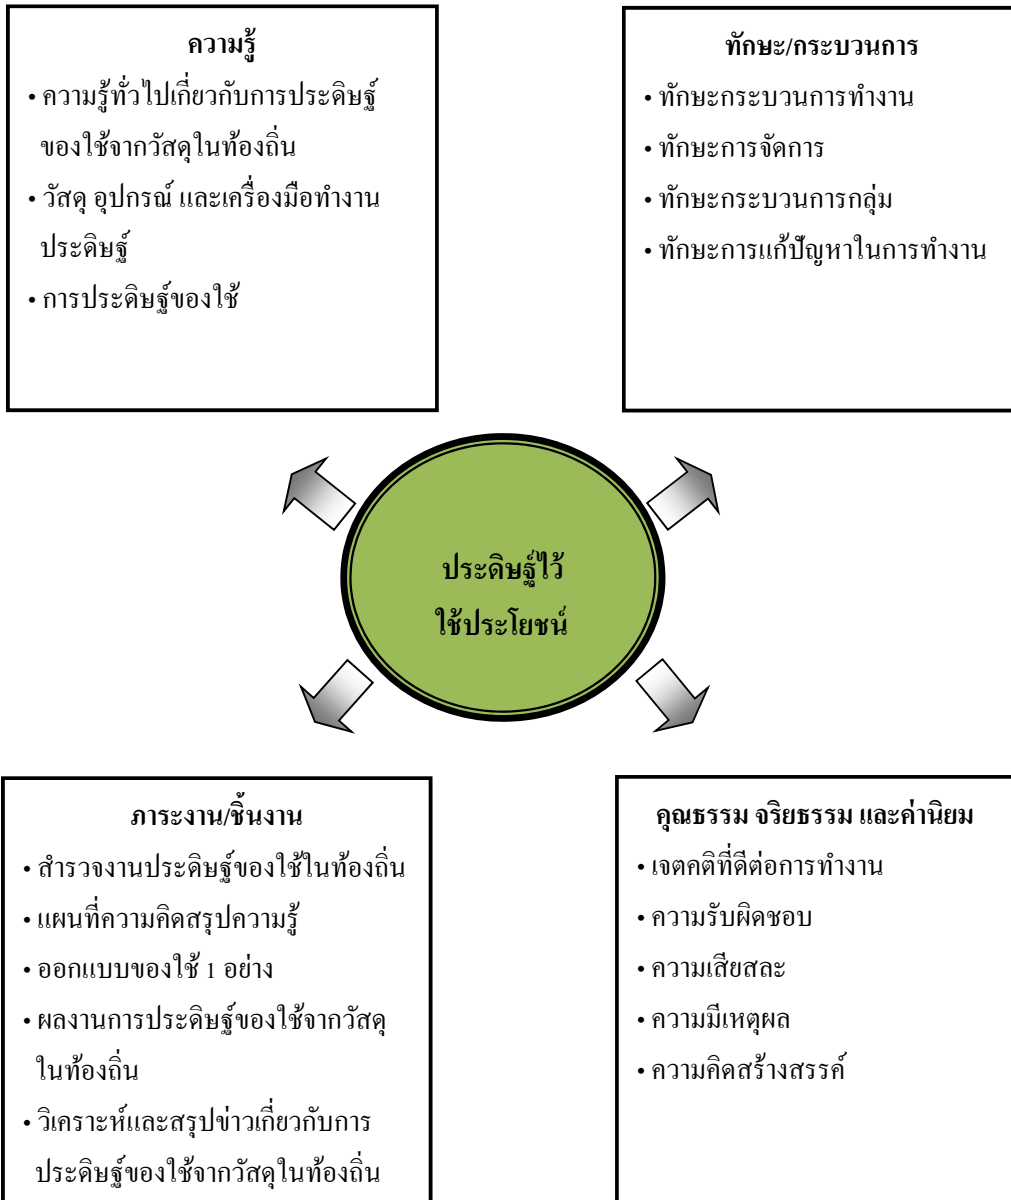 ความรู้
• ความรู้ทั่วไปเกี่ยวกับการประดิษฐ์
ของใช้จากวัสดุในท้องถิ่น
• วัสดุ อุปกรณ์ และเครื่องมือทำงาน
ประดิษฐ์
• การประดิษฐ์ของใช้
ทักษะ/กระบวนการ
• ทักษะกระบวนการทำงาน
• ทักษะการจัดการ
• ทักษะกระบวนการกลุ่ม
• ทักษะการแก้ปัญหาในการทำงาน
ประดิษฐ์ไว้
ใช้ประโยชน์
ภาระงาน/ชิ้นงาน
• สำรวจงานประดิษฐ์ของใช้ในท้องถิ่น
• แผนที่ความคิดสรุปความรู้
• ออกแบบของใช้ 1 อย่าง
• ผลงานการประดิษฐ์ของใช้จากวัสดุ
ในท้องถิ่น
• วิเคราะห์และสรุปข่าวเกี่ยวกับการ
ประดิษฐ์ของใช้จากวัสดุในท้องถิ่น
คุณธรรม จริยธรรม และค่านิยม
• เจตคติที่ดีต่อการทำงาน
• ความรับผิดชอบ
• ความเสียสละ
• ความมีเหตุผล
• ความคิดสร้างสรรค์